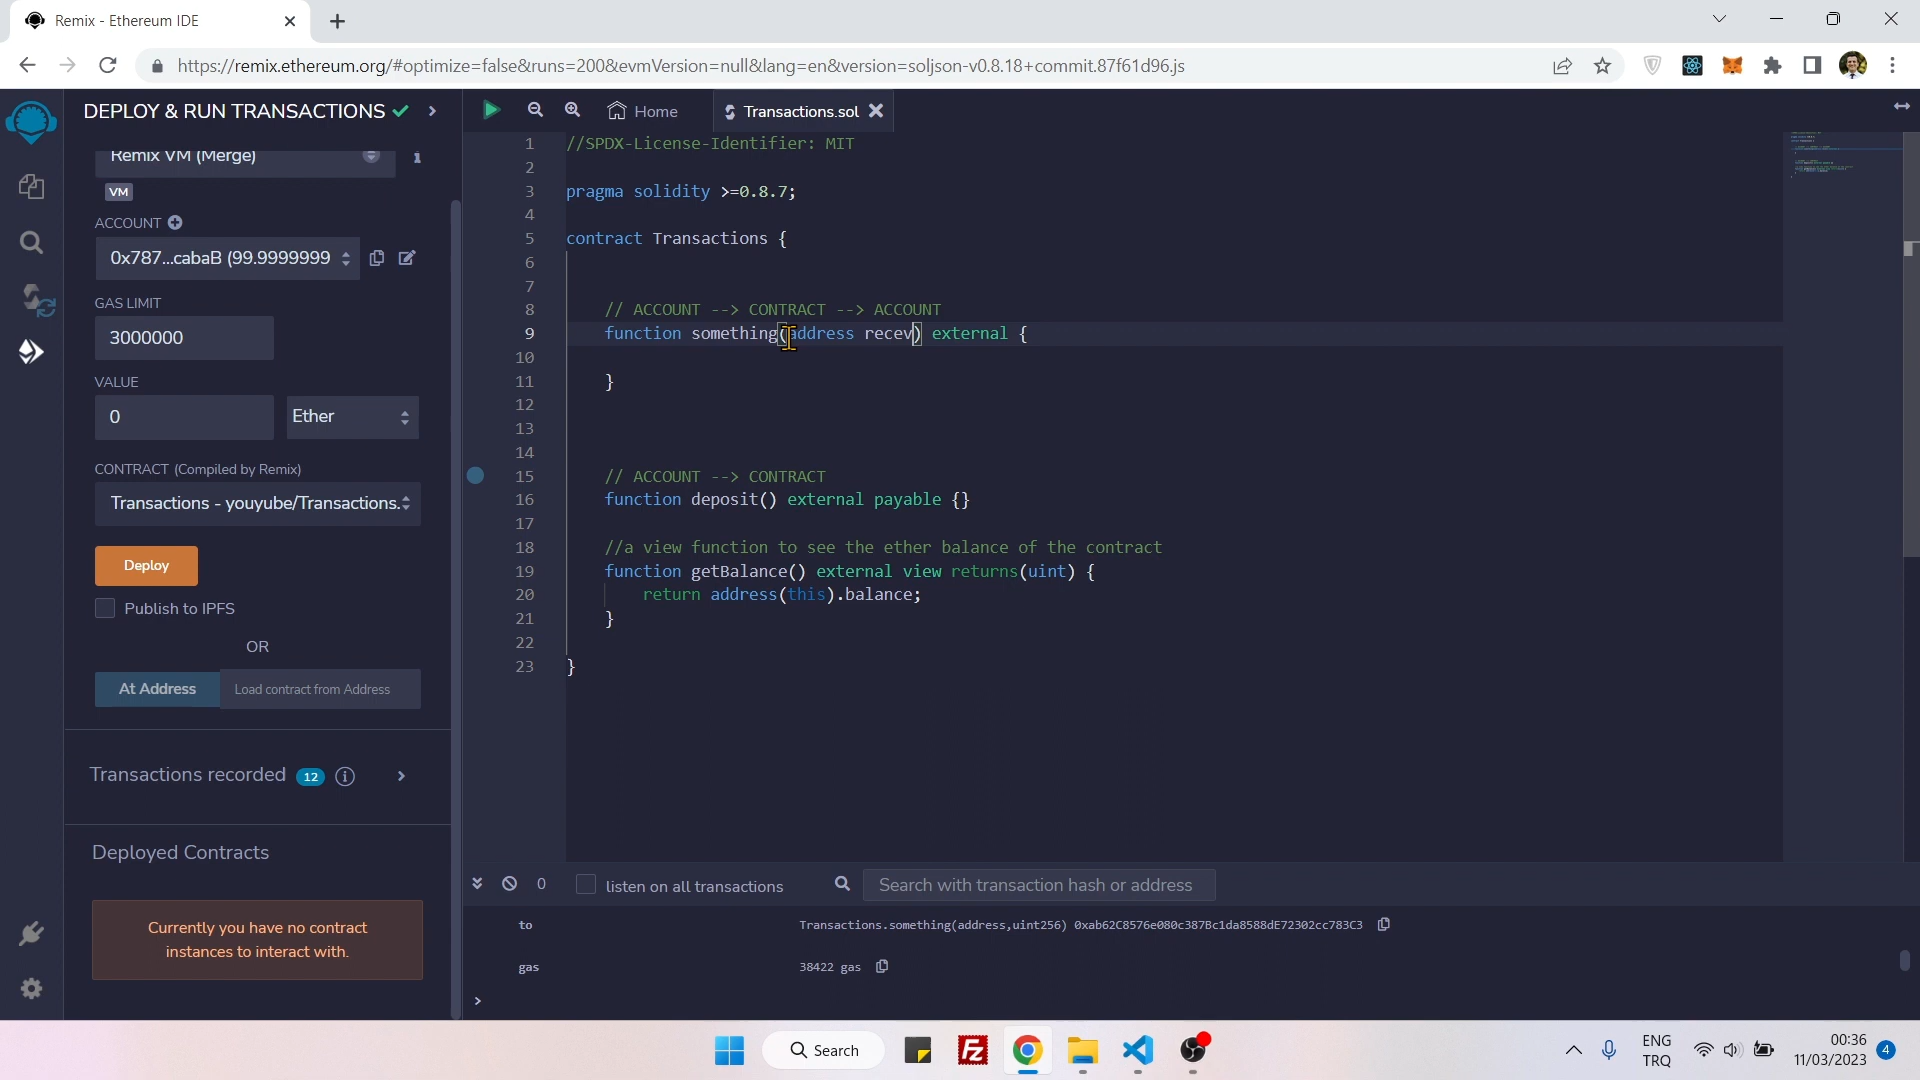 Remix - Ethereum IDE
https://remix.ethereum.org/#optimize=false&runs=200&evmVersion=null&lang=en&version=soljson-v0.8.18+commit.87f61d96.js
DEPLOY & RUN TRANSACTIONS
Remix VM (Merge)
VM
ACCOUNT
0x787...cabaB (99.9999999
GAS LIMIT
3000000
VALUE
0
Ether
CONTRACT (Compiled by Remix)
Transactions - youyube/Transactions.
Deploy
Publish to IPFS
OR
At Address
Load contract from Address
Transactions recorded 12
Deployed Contracts
Currently you have no contract
instances to interact with.
Home
Transactions.sol
1 //SPDX-License-Identifier: MIT
2
3 pragma solidity >=0.8.7;
4
5 contract Transactions {
6
7
8 // ACCOUNT --> CONTRACT --> ACCOUNT
9 function something(address recev) external {
10
11 }
12
13
14
15 // ACCOUNT --> CONTRACT
16 function deposit() external payable {}
17
18 //a view function to see the ether balance of the contract
19 function getBalance() external view returns(uint) {
20 return address(this).balance;
21 }
22
23 }
0
listen on all transactions
Search with transaction hash or address
to Transactions.something(address,uint256) 0xab62C8576e080c387Bc1da8588dE72302cc783C3
gas 38422 gas
>
Search
Fz
ENG
TRQ
00:36
11/03/2023
4